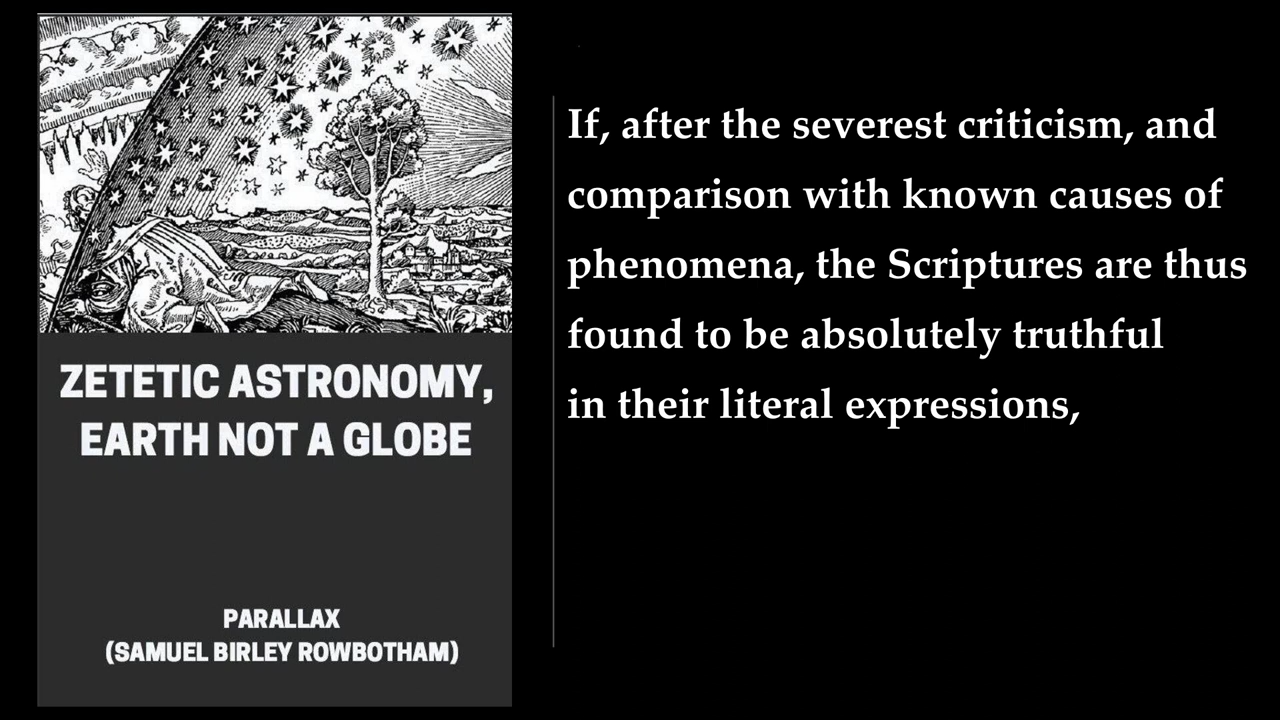 ZETETIC ASTRONOMY,
EARTH NOT A GLOBE
PARALLAX
(SAMUEL BIRLEY ROWBOTHAM)
If, after the severest criticism, and
comparison with known causes of
phenomena, the Scriptures are thus
found to be absolutely truthful
in their literal expressions,